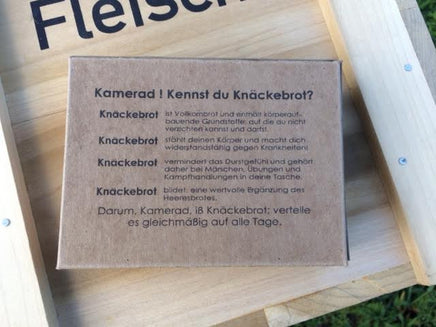 Fleisch
Kamerad ! Kennst du Knäckebrot?
Knäckebrot ist Vollkornbrot und enthält körperauf-
bauende Grundstoffe, auf die du nicht
verzichten kannst und darfst.
Knäckebrot stählt deinen Körper und macht dich
widerstandsfähig gegen Krankheiten!
Knäckebrot vermindert das Durstgefühl und gehört
daher bei Märschen, Übungen und
Kampfhandlungen in deine Tasche.
Knäckebrot bildet: eine wertvolle Ergänzung des
Heeresbrotes.
Darum, Kamerad, iß Knäckebrot; verteile
es gleichmäßig auf alle Tage.